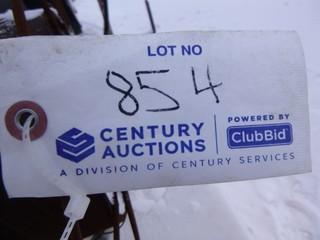 LOT NO
854
CENTURY
AUCTIONS
POWERED BY
ClubBid
A DIVISION OF CENTURY SERVICES